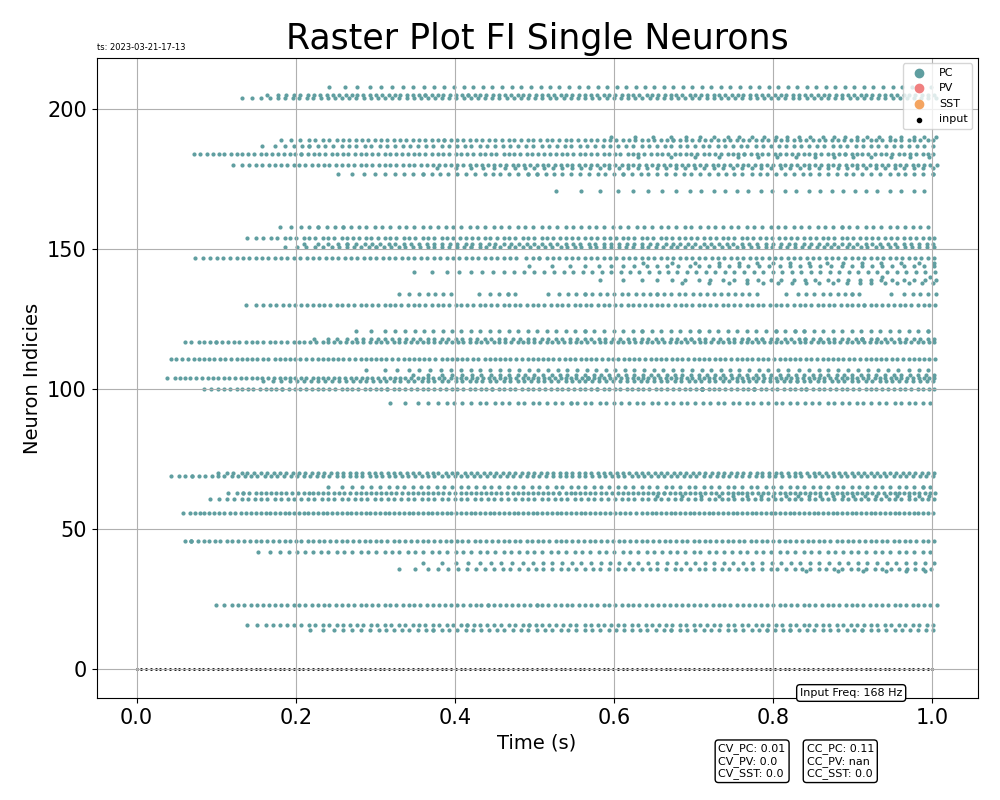 Raster Plot FI Single Neurons
ts: 2023-03-21-17-13
PC
PV
SST
input
200
150
100
50
0
Neuron Indicies
Input Freq: 168 Hz
0.0 0.2 0.4 0.6 0.8 1.0
Time (s)
CV_PC: 0.01
CV_PV: 0.0
CV_SST: 0.0
CC_PC: 0.11
CC_PV: nan
CC_SST: 0.0